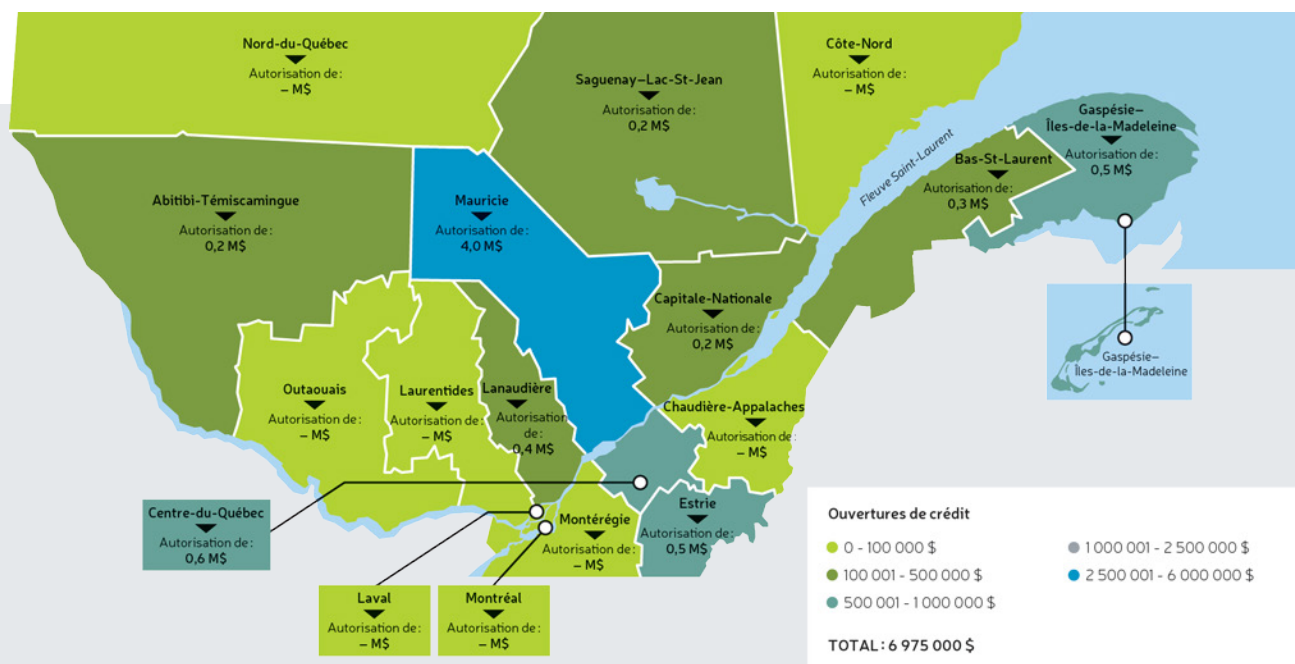 Nord-du-Québec
Autorisation de :
– M$
Saguenay–Lac-St-Jean
Autorisation de :
0,2 M$
Côte-Nord
Autorisation de :
– M$
Gaspésie–
Îles-de-la-Madeleine
Autorisation de :
0,5 M$
Fleuve Saint-Laurent
Bas-St-Laurent
Autorisation de :
0,3 M$
Abitibi-Témiscamingue
Autorisation de :
0,2 M$
Mauricie
Autorisation de :
4,0 M$
Capitale-Nationale
Autorisation de :
0,2 M$
Gaspésie–
Îles-de-la-Madeleine
Outaouais
Autorisation de :
– M$
Laurentides
Autorisation de :
– M$
Lanaudière
Autorisation
de :
0,4 M$
Chaudière-Appalaches
Autorisation de :
– M$
Centre-du-Québec
Autorisation de :
0,6 M$
Montérégie
Autorisation de :
– M$
Estrie
Autorisation de :
0,5 M$
Laval
Autorisation de :
– M$
Montréal
Autorisation de :
– M$
Ouvertures de crédit
0 - 100 000 $
100 001 - 500 000 $
500 001 - 1 000 000 $
1 000 001 - 2 500 000 $
2 500 001 - 6 000 000 $
TOTAL : 6 975 000 $